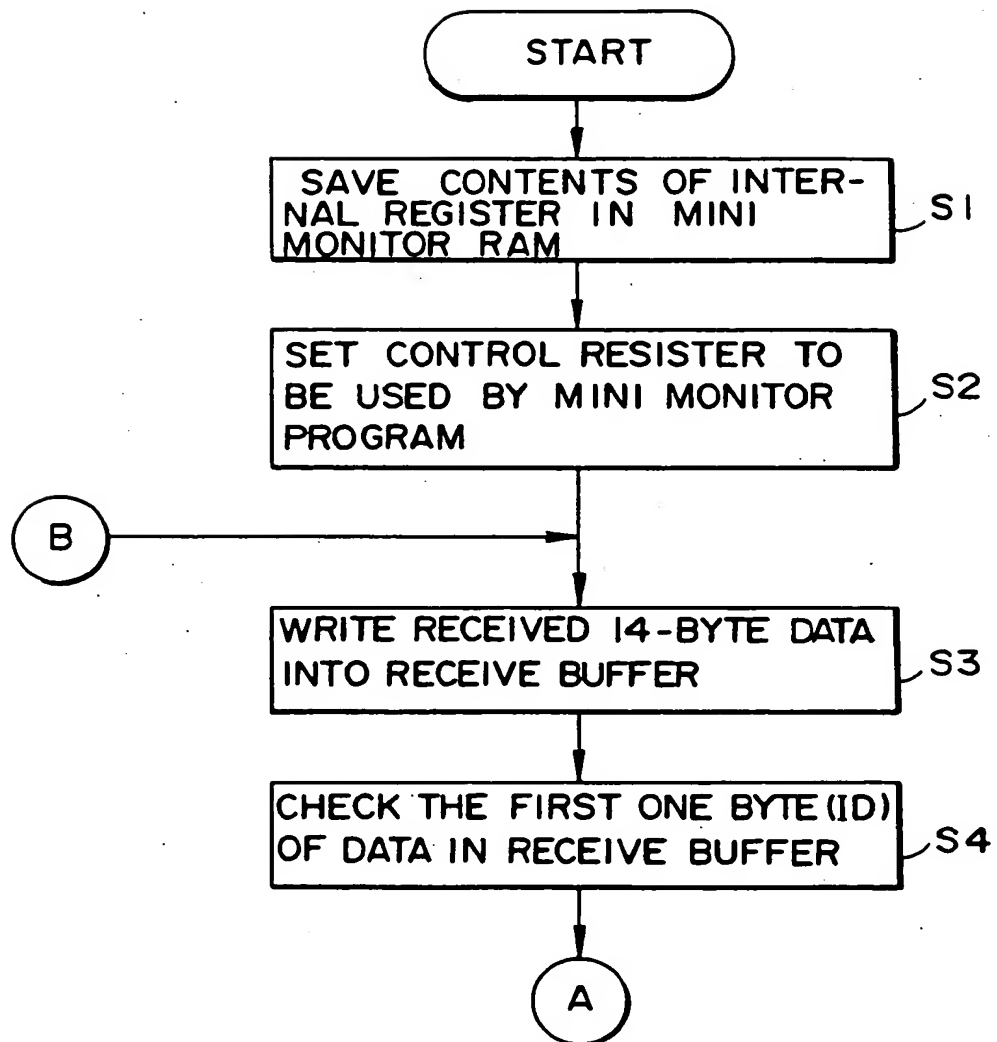 START
SAVE CONTENTS OF INTER-
NAL REGISTER IN MINI
MONITOR RAM
S1
SET CONTROL RESISTER TO
BE USED BY MINI MONITOR
PROGRAM
S2
B
WRITE RECEIVED 14-BYTE DATA
INTO RECEIVE BUFFER
S3
CHECK THE FIRST ONE BYTE (ID)
OF DATA IN RECEIVE BUFFER
S4
A